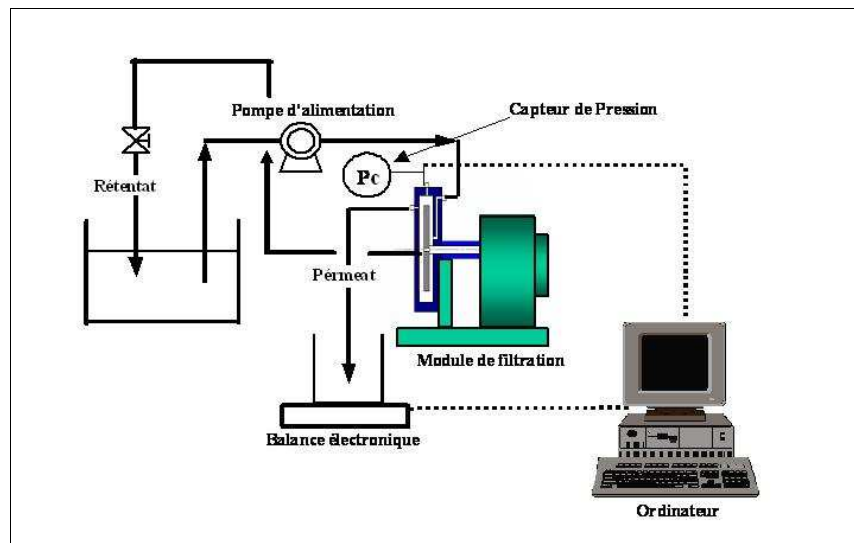 Pompe d'alimentation
Capteur de Pression
Pc
Rétentat
Pérmeat
Module de filtration
Balance électronique
Ordinateur